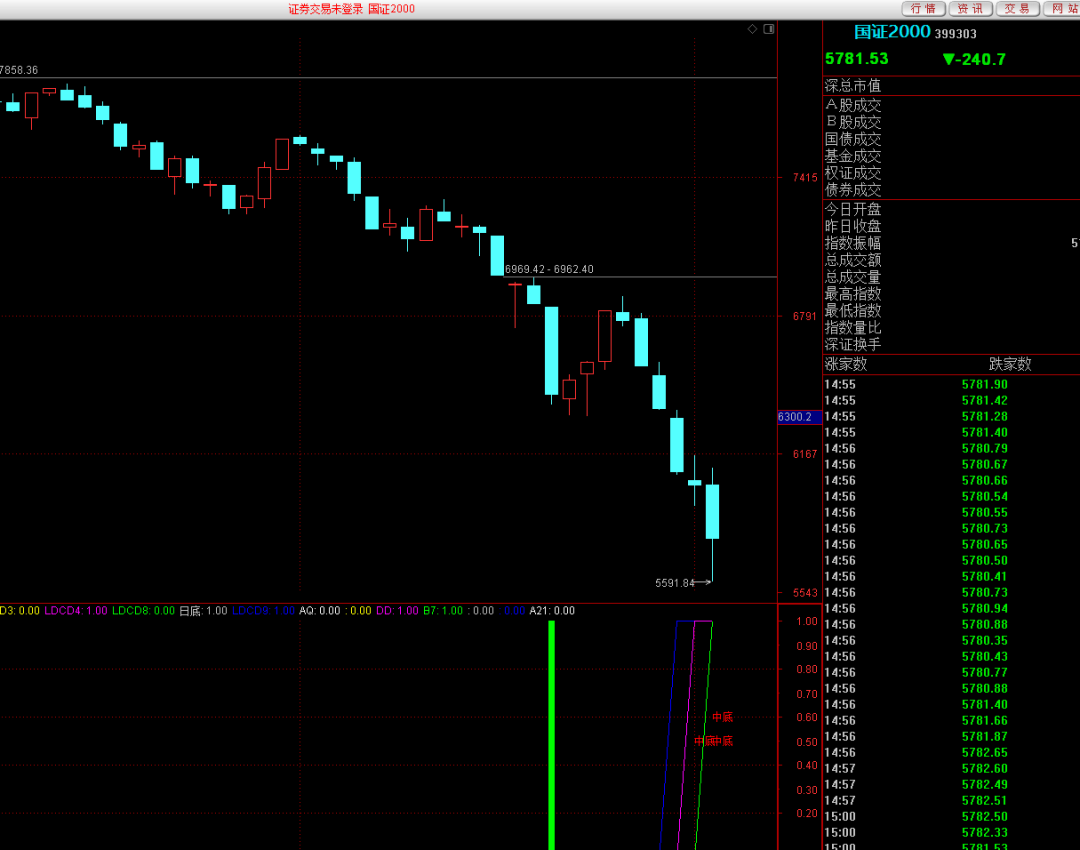 证券交易未登录 国证2000
行 情 资 讯 交 易 网 站
国证2000 399303
5781.53 ▼-240.7
深总市值
A股成交
B股成交
国债成交
基金成交
权证成交
债券成交
今日开盘
昨日收盘
指数振幅
总成交额
总成交量
最高指数
最低指数
指数量比
深证换手
涨家数 跌家数
14:55 5781.90
14:55 5781.42
14:55 5781.28
14:55 5781.40
14:56 5780.79
14:56 5780.67
14:56 5780.66
14:56 5780.54
14:56 5780.55
14:56 5780.73
14:56 5780.65
14:56 5780.50
14:56 5780.41
14:56 5780.73
14:56 5780.94
14:56 5780.88
14:56 5780.35
14:56 5780.43
14:56 5780.77
14:56 5780.88
14:56 5781.40
14:56 5781.66
14:56 5781.87
14:56 5782.65
14:57 5782.60
14:57 5782.49
14:57 5782.51
15:00 5782.50
15:00 5782.33
15:00 5781.53
7858.36
6969.42 - 6962.40
5591.84
7415
6791
6300.2
6167
5543
D3: 0.00 LDCD4: 1.00 LDCD8: 0.00 日底: 1.00 LDCD9: 1.00 AQ: 0.00 : 0.00 DD: 1.00 B7: 1.00 : 0.00 : 0.00 A21: 0.00
1.00
0.90
0.80
0.70
0.60
0.50
0.40
0.30
0.20
中底
中底中底